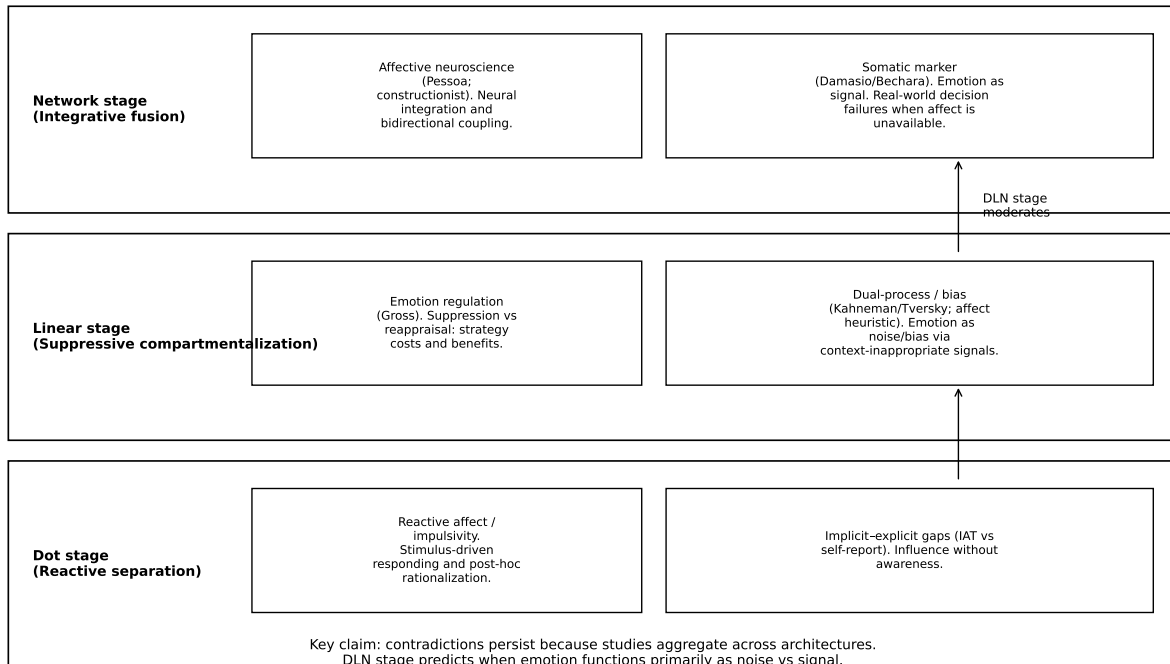 Network stage
(Integrative fusion)
Affective neuroscience
(Pessoa;
constructionist). Neural
integration and
bidirectional coupling.
Somatic marker
(Damasio/Bechara). Emotion as
signal. Real-world decision
failures when affect is
unavailable.
DLN stage
moderates
Linear stage
(Suppressive compartmentalization)
Emotion regulation
(Gross). Suppression vs
reappraisal: strategy
costs and benefits.
Dual-process / bias
(Kahneman/Tversky; affect
heuristic). Emotion as
noise/bias via
context-inappropriate signals.
Dot stage
(Reactive separation)
Reactive affect /
impulsivity.
Stimulus-driven
responding and post-hoc
rationalization.
Implicit–explicit gaps (IAT vs
self-report). Influence without
awareness.
Key claim: contradictions persist because studies aggregate across architectures.
DLN stage predicts when emotion functions primarily as noise vs signal.